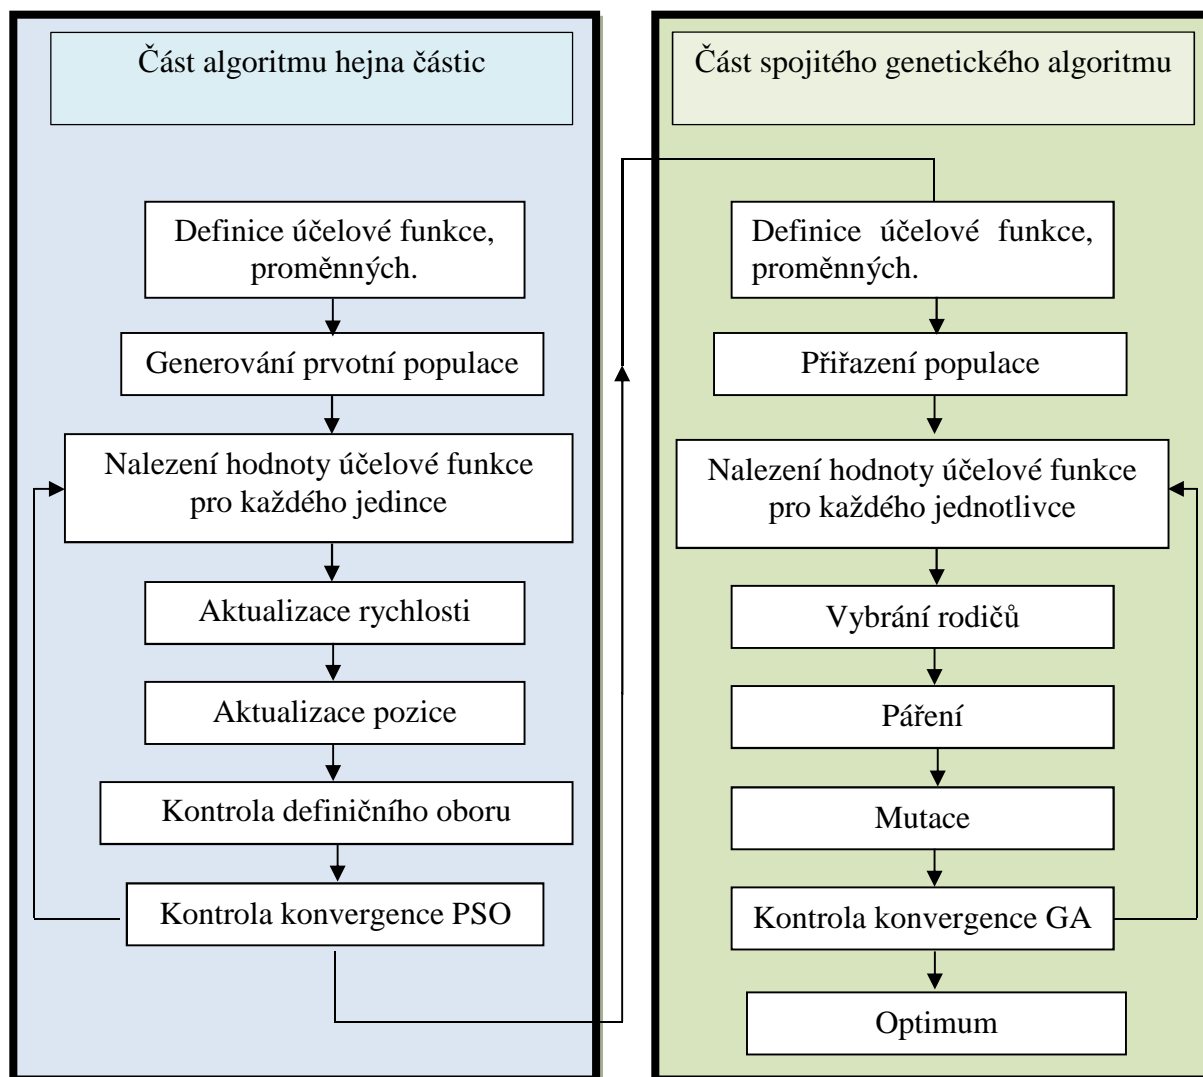 Část algoritmu hejna částic
Definice účelové funkce,
proměnných.
Generování prvotní populace
Nalezení hodnoty účelové funkce
pro každého jedince
Aktualizace rychlosti
Aktualizace pozice
Kontrola definičního oboru
Kontrola konvergence PSO
Část spojitého genetického algoritmu
Definice účelové funkce,
proměnných.
Přiřazení populace
Nalezení hodnoty účelové funkce
pro každého jednotlivce
Vybrání rodičů
Páření
Mutace
Kontrola konvergence GA
Optimum